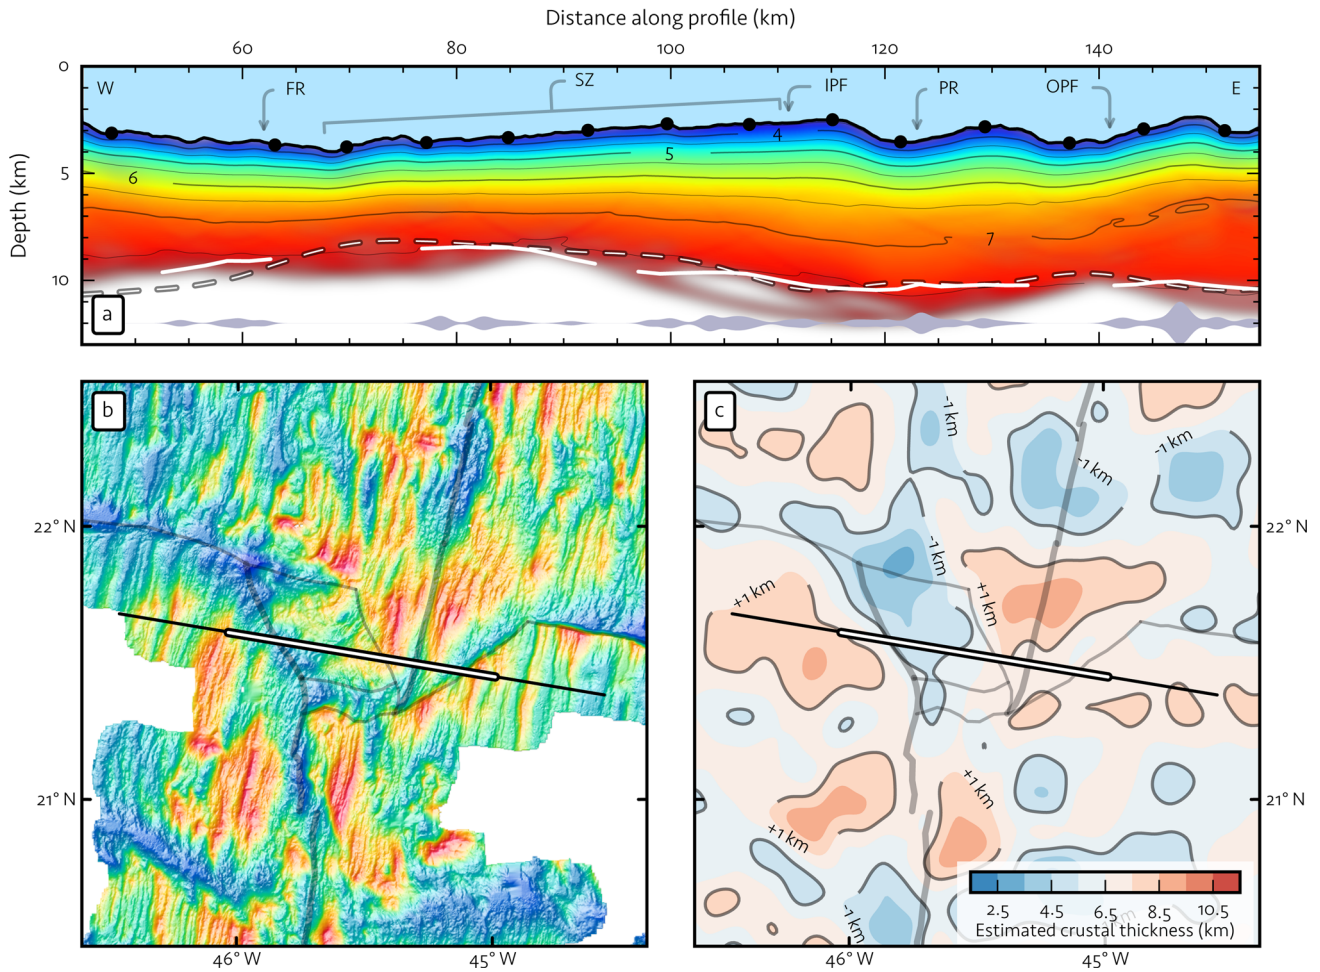 Distance along profile (km)
60 80 100 120 140
0
W FR SZ IPF PR OPF E
4
5
5
6
7
10
Depth (km)
a
b
c
-1 km
-1 km
-1 km
22° N
22° N
-1 km
+1 km
+1 km
21° N
21° N
+1 km
+1 km
-1 km
2.5 4.5 6.5 8.5 10.5
Estimated crustal thickness (km)
46° W 45° W 46° W 45° W